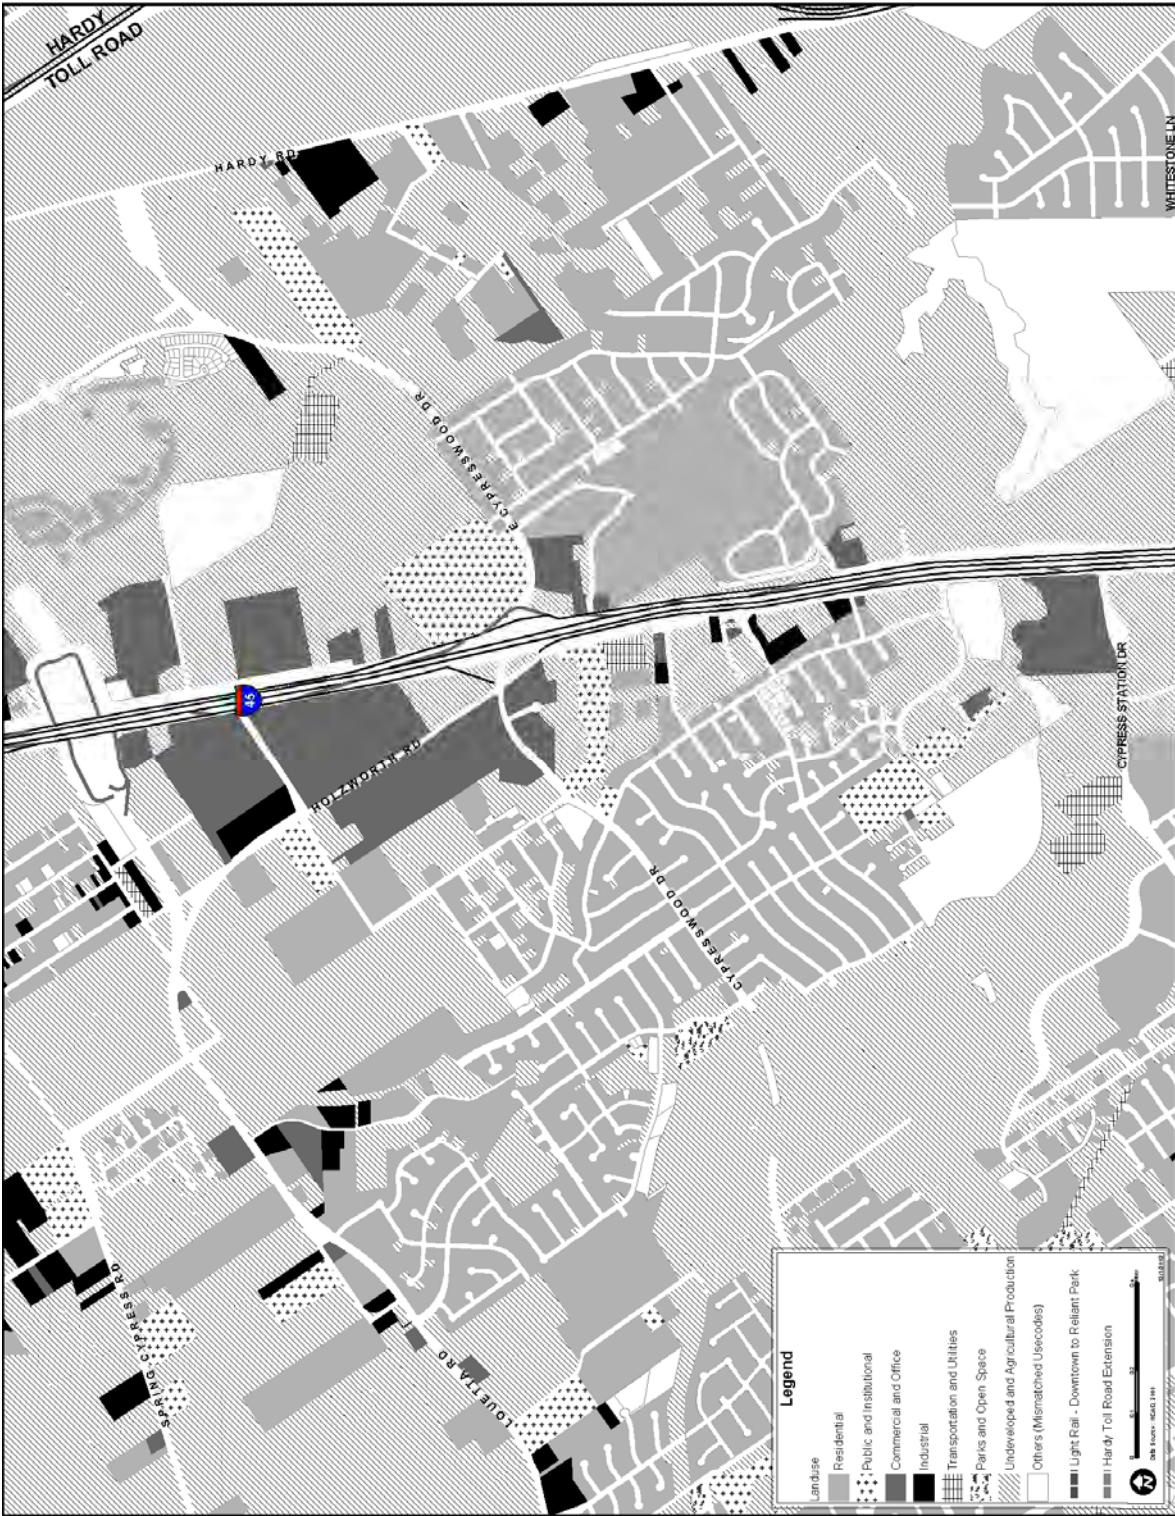 HARDY
TOLL ROAD
HARDY RD
WHITESTONE LN
E CYPRESSWOOD DR
45
HOLZWORTH RD
CYPRESS STATION DR
CYPRESSWOOD DR
SPRING CYPRESS RD
LOUETTA RD
Legend
Landuse
Residential
Public and Institutional
Commercial and Office
Industrial
Transportation and Utilities
Parks and Open Space
Undeveloped and Agricultural Production
Others (Mismatched Usecodes)
Light Rail - Downtown to Reliant Park
Hardy Toll Road Extension
N